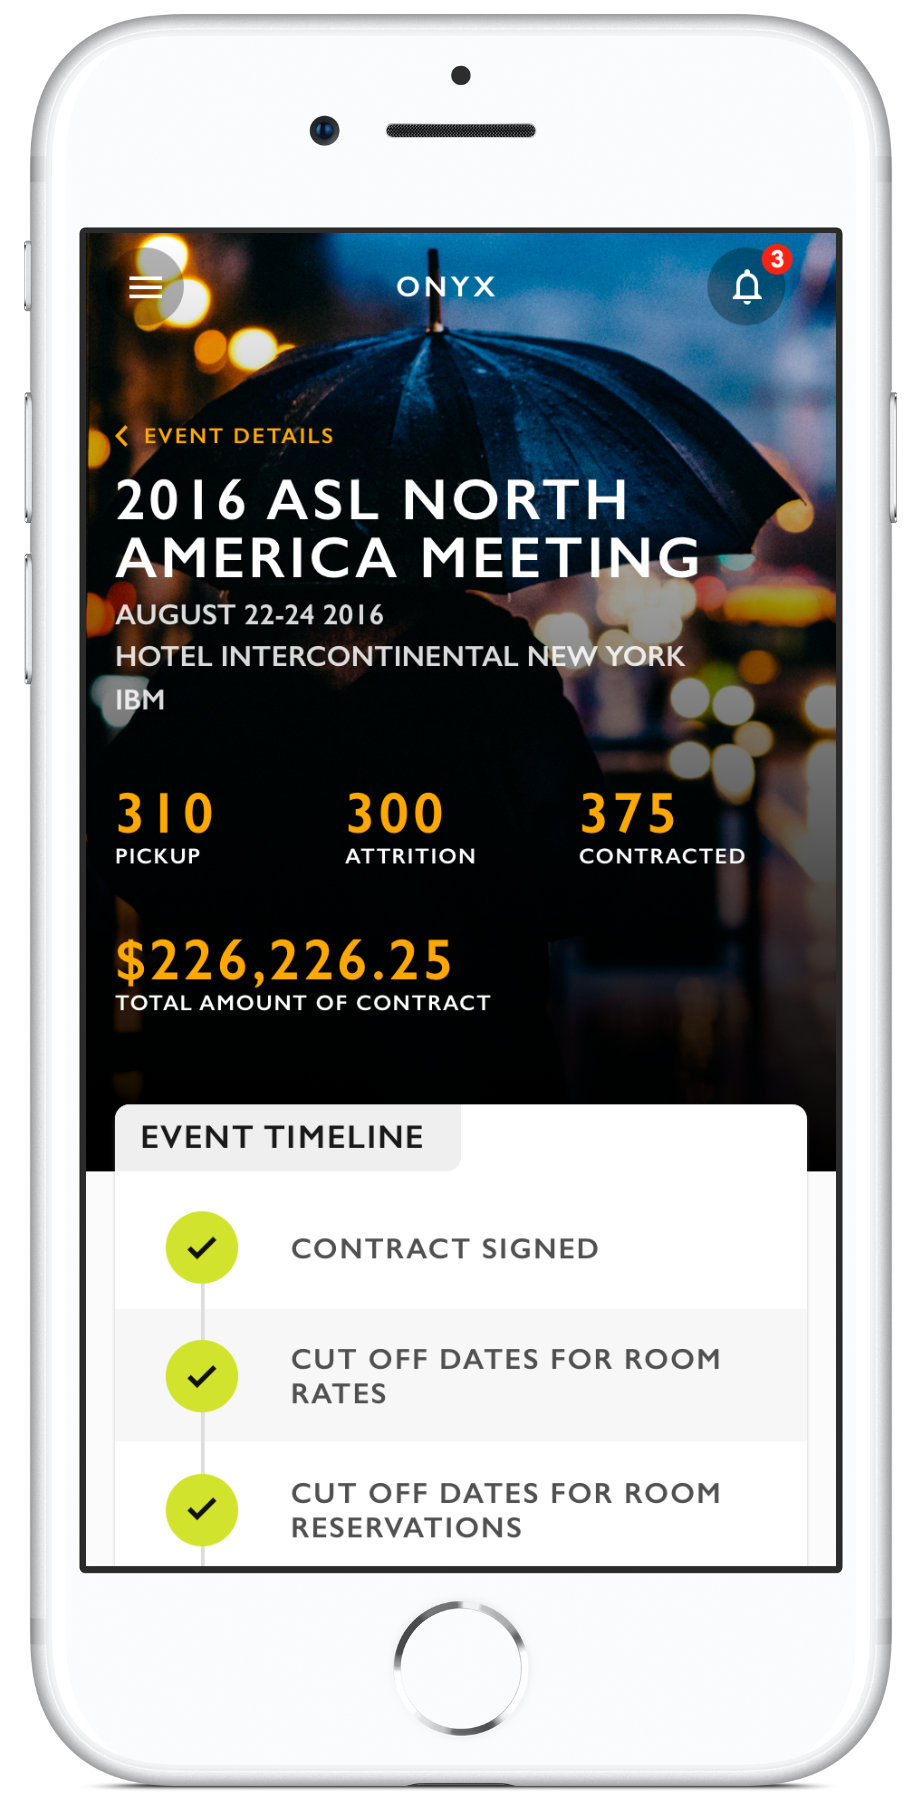 ONYX
3
EVENT DETAILS
2016 ASL NORTH
AMERICA MEETING
AUGUST 22-24 2016
HOTEL INTERCONTINENTAL NEW YORK
IBM
310 300 375
PICKUP ATTRITION CONTRACTED
$226,226.25
TOTAL AMOUNT OF CONTRACT
EVENT TIMELINE
CONTRACT SIGNED
CUT OFF DATES FOR ROOM
RATES
CUT OFF DATES FOR ROOM
RESERVATIONS